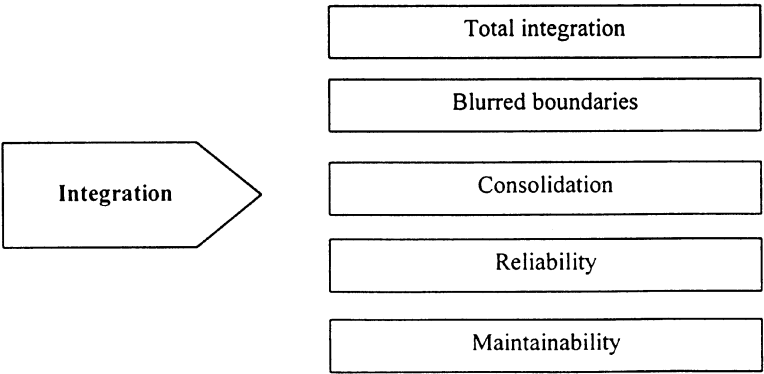 Total integration
Blurred boundaries
Integration
Consolidation
Reliability
Maintainability